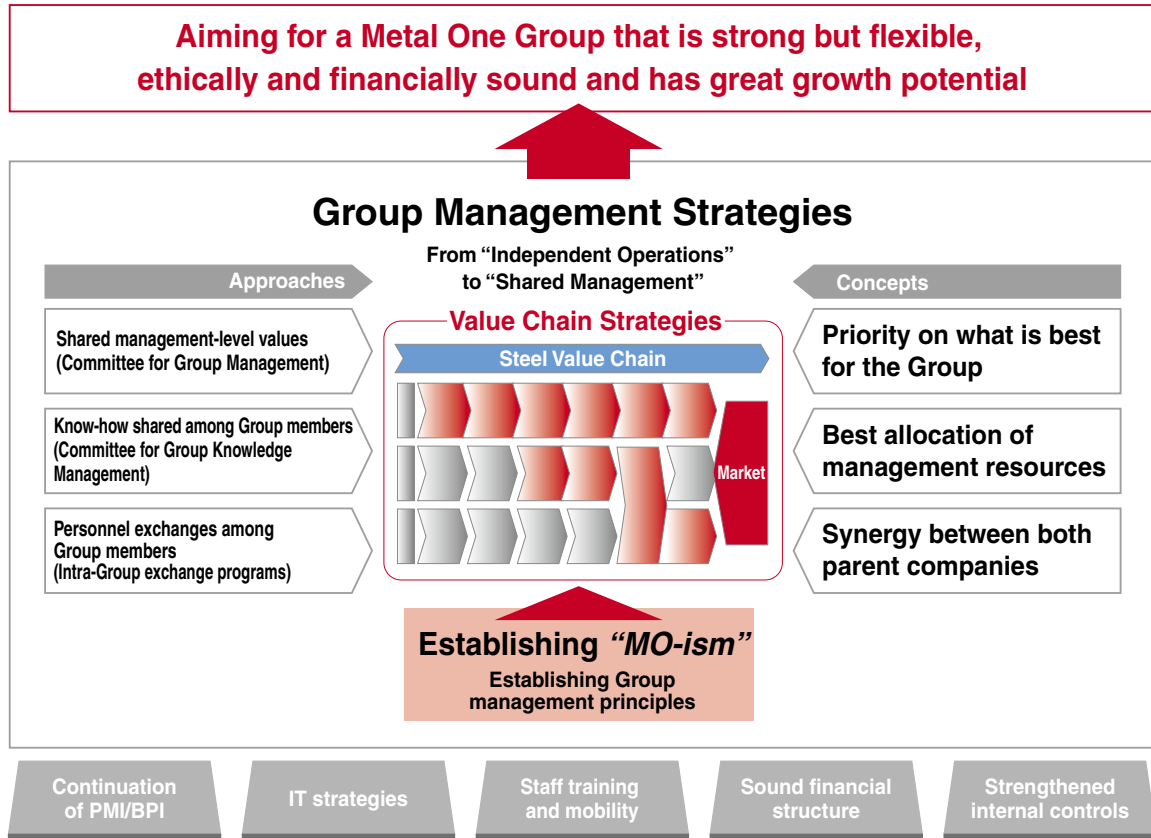 Aiming for a Metal One Group that is strong but flexible,
ethically and financially sound and has great growth potential
Group Management Strategies
From “Independent Operations”
to “Shared Management”
Approaches
Shared management-level values
(Committee for Group Management)
Know-how shared among Group members
(Committee for Group Knowledge
Management)
Personnel exchanges among
Group members
(Intra-Group exchange programs)
Value Chain Strategies
Steel Value Chain
Market
Concepts
Priority on what is best
for the Group
Best allocation of
management resources
Synergy between both
parent companies
Establishing “MO-ism”
Establishing Group
management principles
Continuation
of PMI/BPI
IT strategies
Staff training
and mobility
Sound financial
structure
Strengthened
internal controls